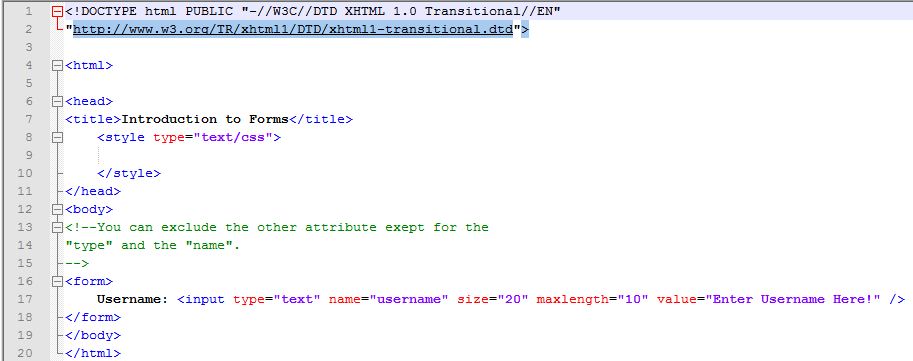 1 <!DOCTYPE html PUBLIC "-//W3C//DTD XHTML 1.0 Transitional//EN"
2 "http://www.w3.org/TR/xhtml1/DTD/xhtml1-transitional.dtd">
3
4 <html>
5
6 <head>
7 <title>Introduction to Forms</title>
8 <style type="text/css">
9
10 </style>
11 </head>
12 <body>
13 <!--You can exclude the other attribute exept for the
14 "type" and the "name".
15 -->
16 <form>
17 Username: <input type="text" name="username" size="20" maxlength="10" value="Enter Username Here!" />
18 </form>
19 </body>
20 </html>